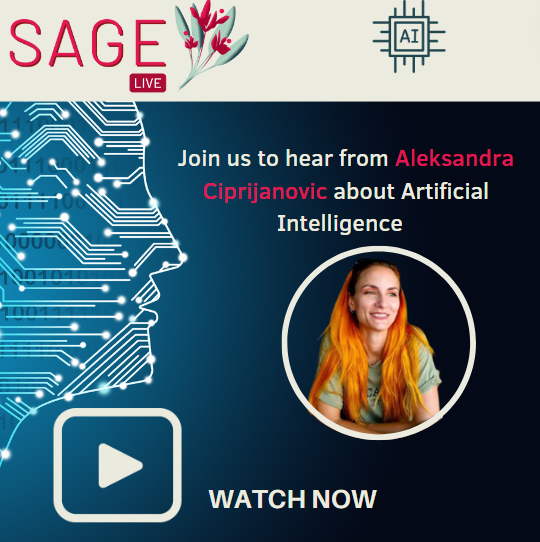 SAGE
LIVE
AI
Join us to hear from Aleksandra
Ciprijanovic about Artificial
Intelligence
WATCH NOW